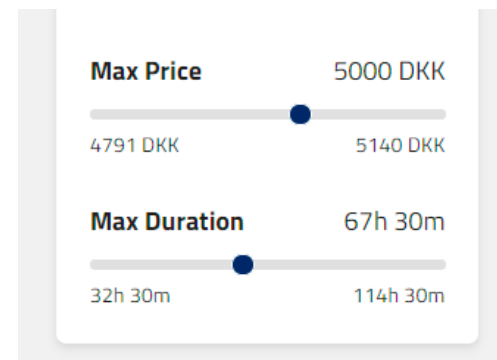 Max Price 5000 DKK
4791 DKK 5140 DKK
Max Duration 67h 30m
32h 30m 114h 30m